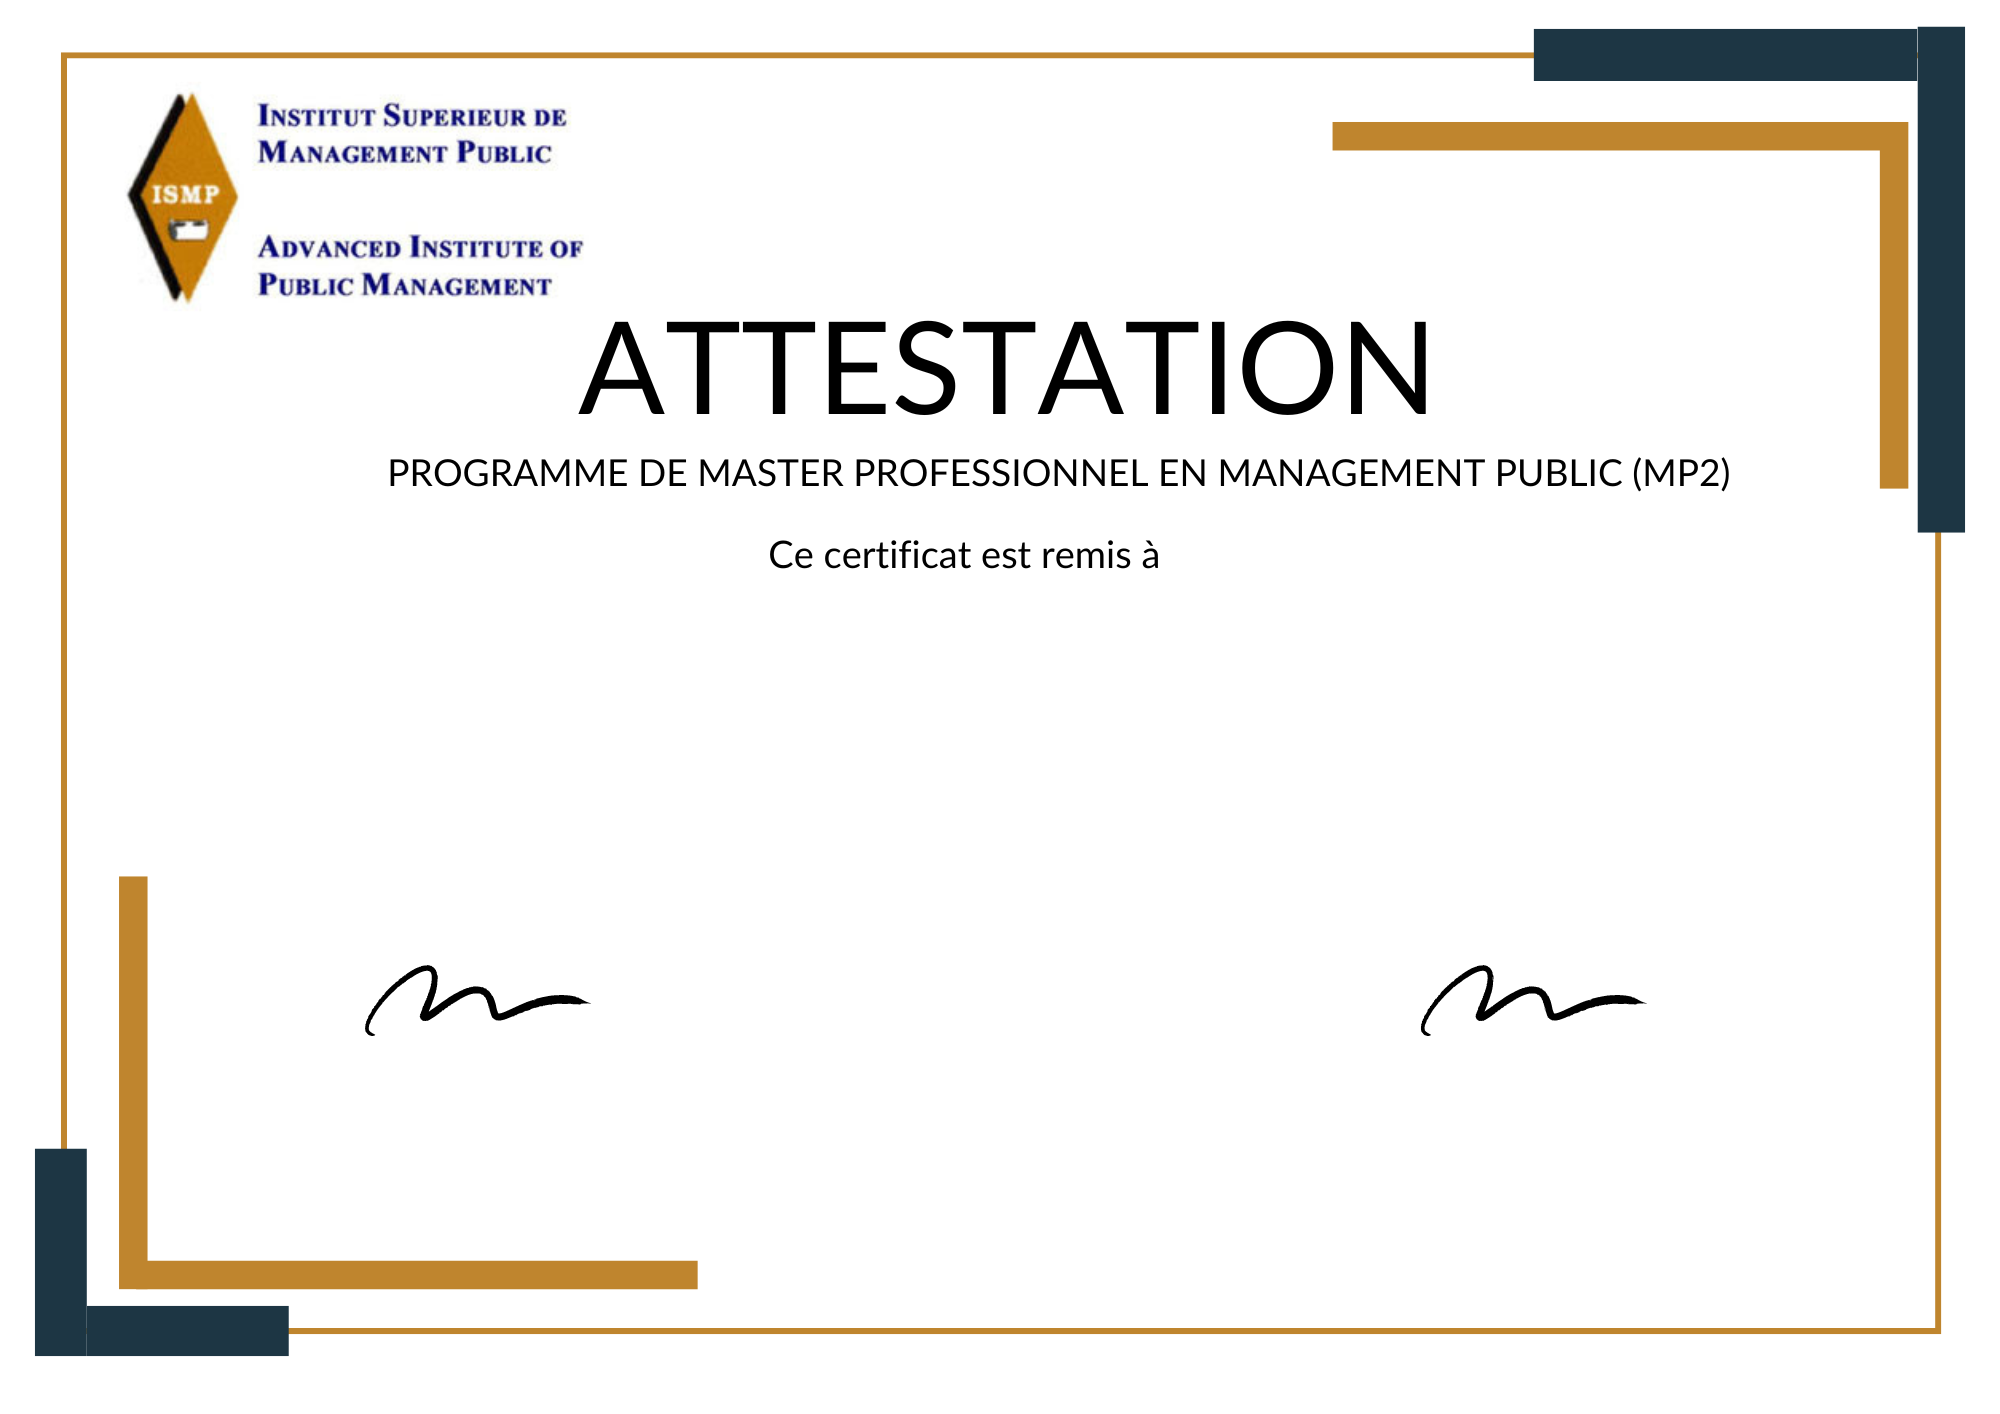 INSTITUT SUPERIEUR DE
MANAGEMENT PUBLIC
ISMP
ADVANCED INSTITUTE OF
PUBLIC MANAGEMENT
ATTESTATION
PROGRAMME DE MASTER PROFESSIONNEL EN MANAGEMENT PUBLIC (MP2)
Ce certificat est remis à